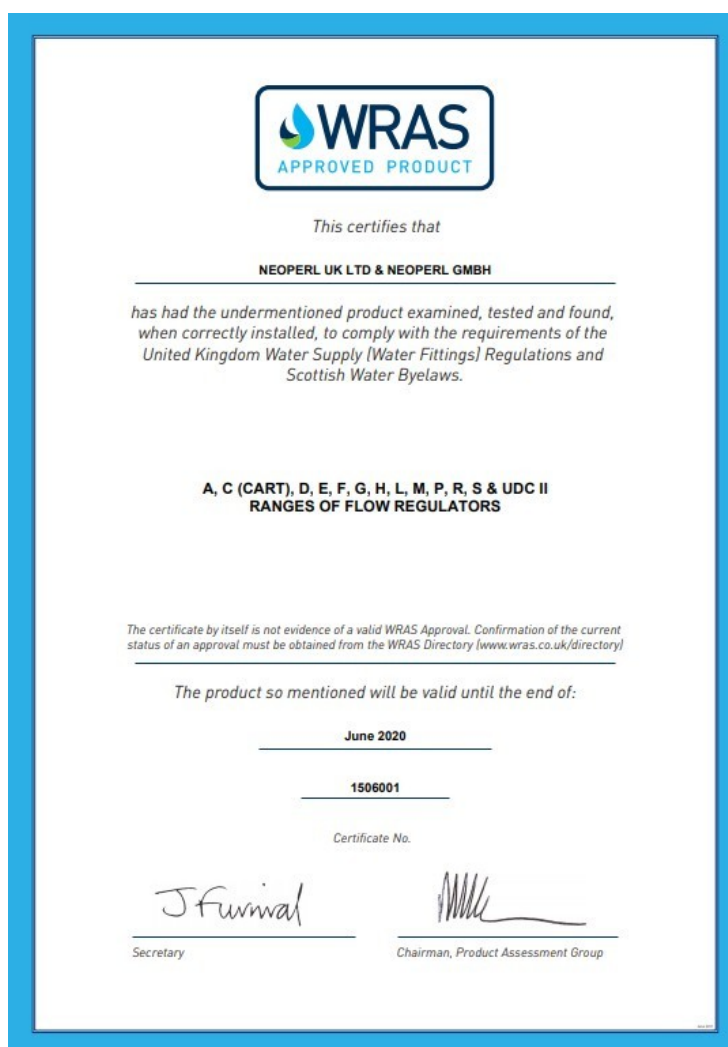 WRAS
APPROVED PRODUCT
This certifies that
NEOPERL UK LTD & NEOPERL GMBH
has had the undermentioned product examined, tested and found,
when correctly installed, to comply with the requirements of the
United Kingdom Water Supply (Water Fittings) Regulations and
Scottish Water Byelaws.
A, C (CART), D, E, F, G, H, L, M, P, R, S & UDC II
RANGES OF FLOW REGULATORS
The certificate by itself is not evidence of a valid WRAS Approval. Confirmation of the current
status of an approval must be obtained from the WRAS Directory (www.wras.co.uk/directory)
The product so mentioned will be valid until the end of:
June 2020
1506001
Certificate No.
J Furnival
Secretary
Chairman, Product Assessment Group